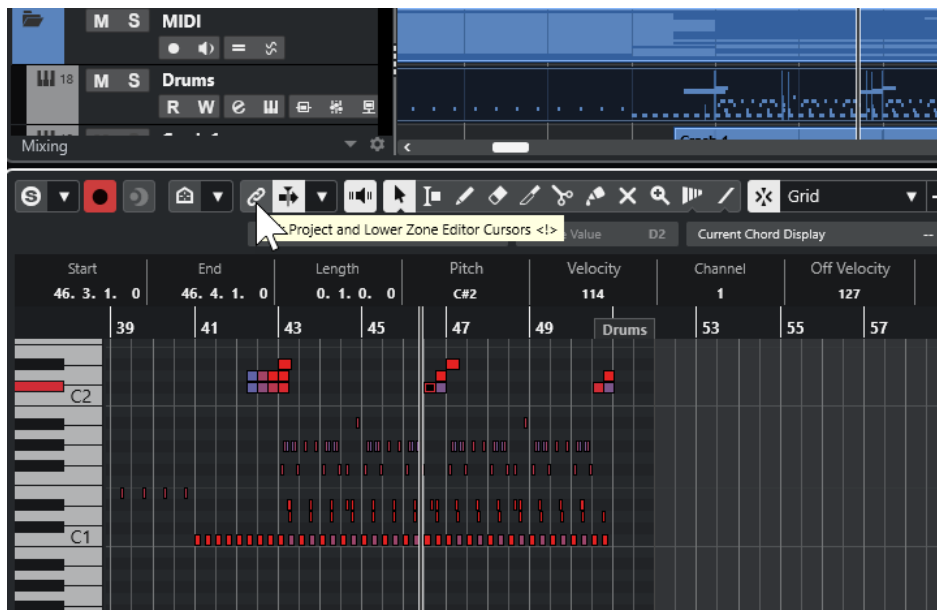 M S MIDI
18 M S Drums
R W
Mixing
S
Grid
Project and Lower Zone Editor Cursors <!>
Value D2 Current Chord Display --
Start End Length Pitch Velocity Channel Off Velocity
46. 3. 1. 0 46. 4. 1. 0 0. 1. 0. 0 C#2 114 1 127
39 41 43 45 47 49 Drums 53 55 57
C2
C1